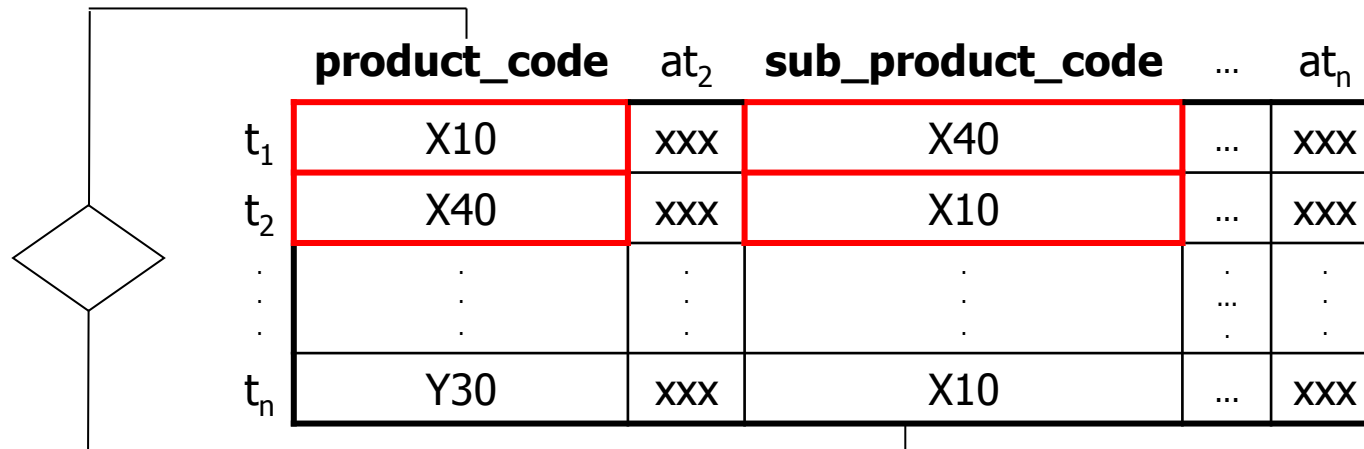 product_code at₂ sub_product_code ... atₙ
t₁ X10 xxx X40 ... xxx
t₂ X40 xxx X10 ... xxx
. . . . . .
. . . . ... .
. . . . . .
tₙ Y30 xxx X10 ... xxx